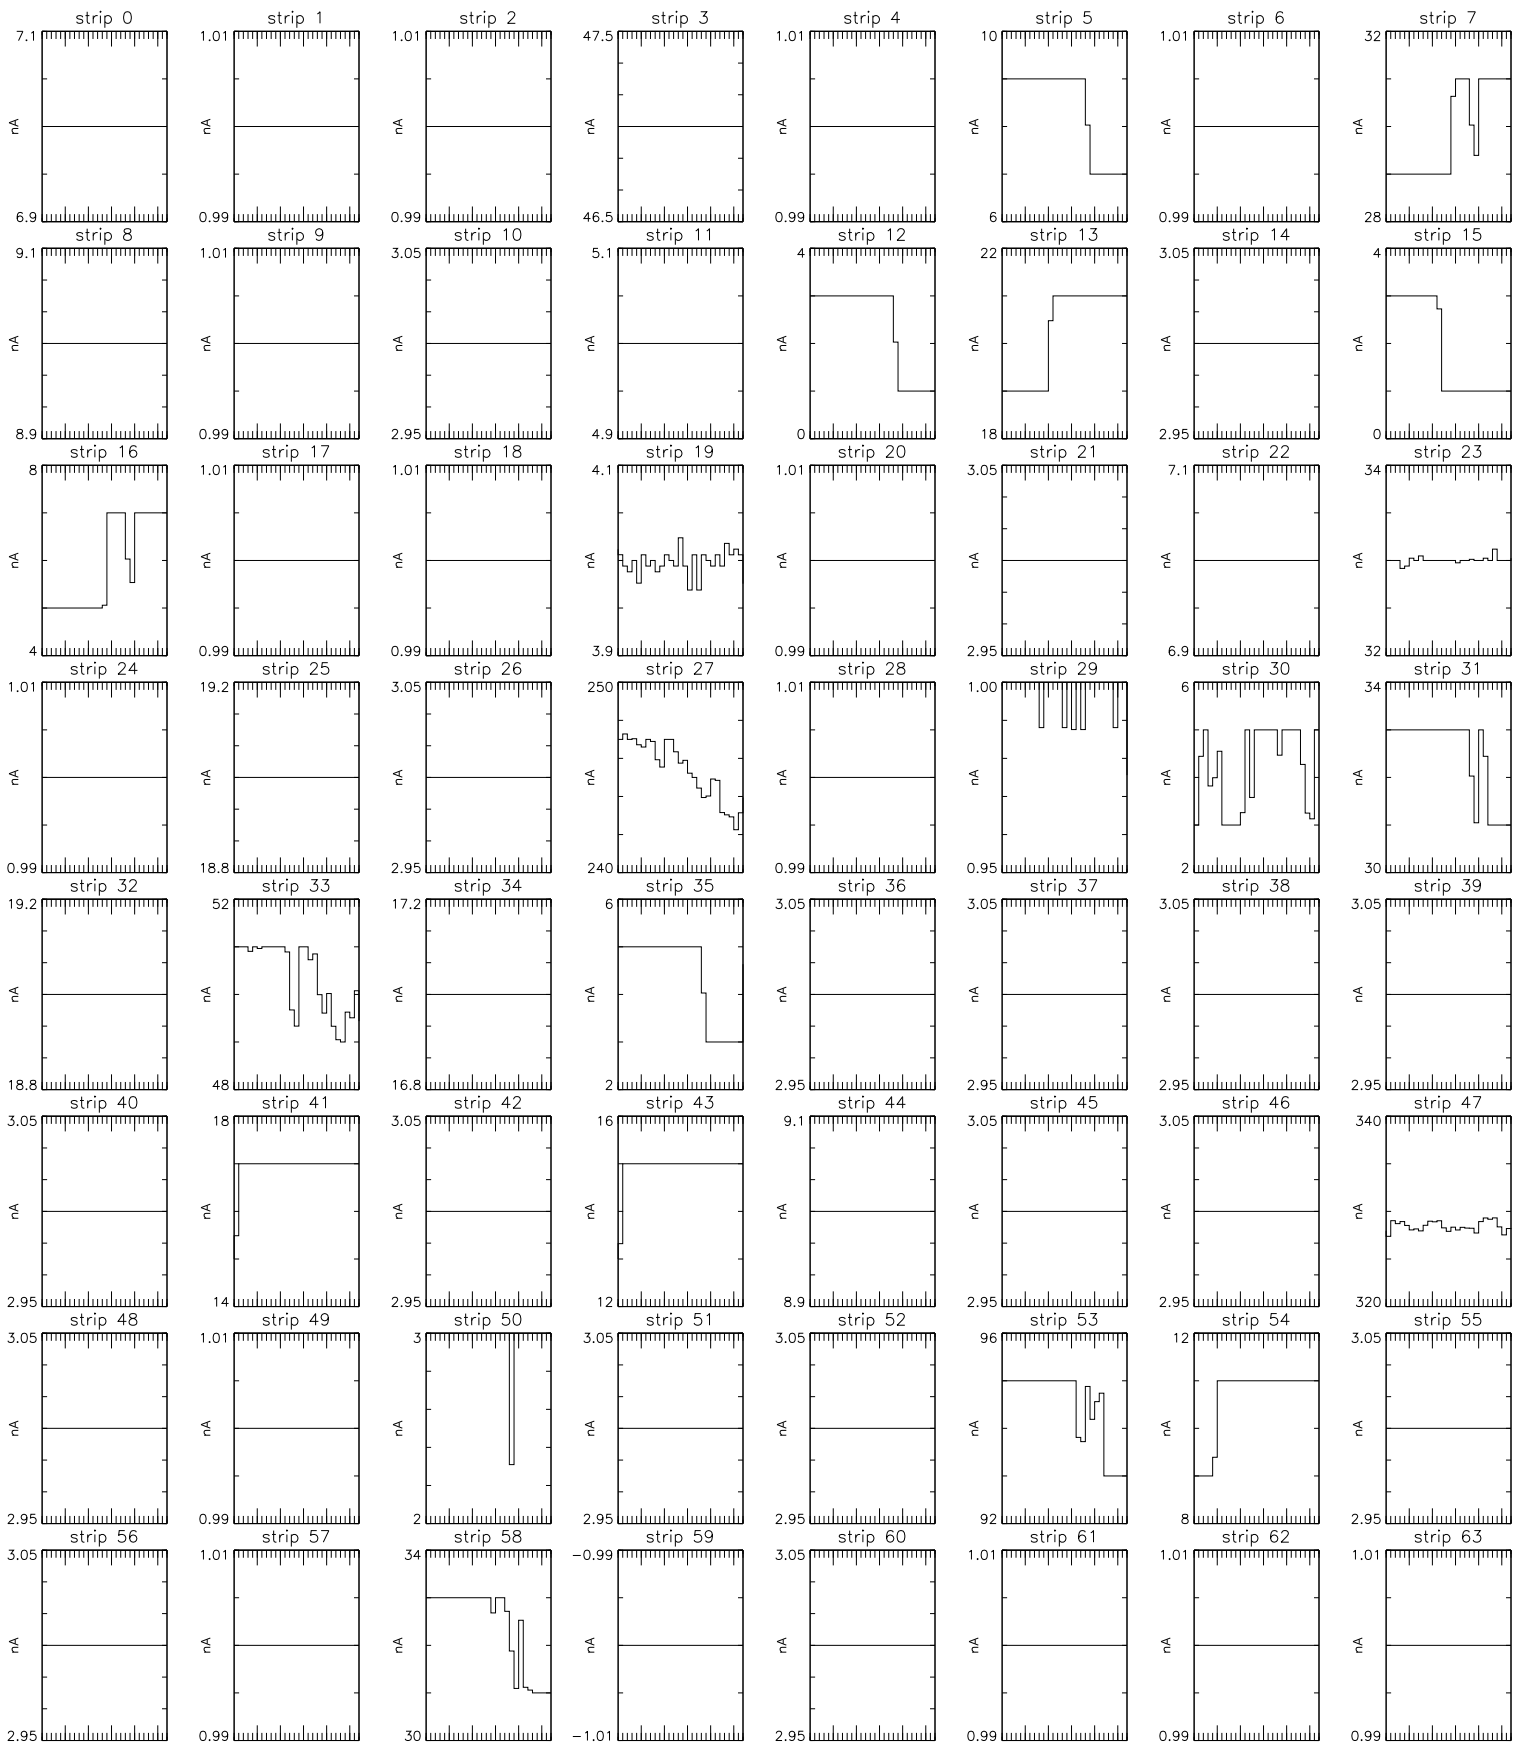 strip 0 strip 1 strip 2 strip 3 strip 4 strip 5 strip 6 strip 7
7.1 1.01 1.01 47.5 1.01 10 1.01 32
nA nA nA nA nA nA nA nA
6.9 0.99 0.99 46.5 0.99 6 0.99 28
strip 8 strip 9 strip 10 strip 11 strip 12 strip 13 strip 14 strip 15
9.1 1.01 3.05 5.1 4 22 3.05 4
nA nA nA nA nA nA nA nA
8.9 0.99 2.95 4.9 0 18 2.95 0
strip 16 strip 17 strip 18 strip 19 strip 20 strip 21 strip 22 strip 23
8 1.01 1.01 4.1 1.01 3.05 7.1 34
nA nA nA nA nA nA nA nA
4 0.99 0.99 3.9 0.99 2.95 6.9 32
strip 24 strip 25 strip 26 strip 27 strip 28 strip 29 strip 30 strip 31
1.01 19.2 3.05 250 1.01 1.00 6 34
nA nA nA nA nA nA nA nA
0.99 18.8 2.95 240 0.99 0.95 2 30
strip 32 strip 33 strip 34 strip 35 strip 36 strip 37 strip 38 strip 39
19.2 52 17.2 6 3.05 3.05 3.05 3.05
nA nA nA nA nA nA nA nA
18.8 48 16.8 2 2.95 2.95 2.95 2.95
strip 40 strip 41 strip 42 strip 43 strip 44 strip 45 strip 46 strip 47
3.05 18 3.05 16 9.1 3.05 3.05 340
nA nA nA nA nA nA nA nA
2.95 14 2.95 12 8.9 2.95 2.95 320
strip 48 strip 49 strip 50 strip 51 strip 52 strip 53 strip 54 strip 55
3.05 1.01 3 3.05 3.05 96 12 3.05
nA nA nA nA nA nA nA nA
2.95 0.99 2 2.95 2.95 92 8 2.95
strip 56 strip 57 strip 58 strip 59 strip 60 strip 61 strip 62 strip 63
3.05 1.01 34 −0.99 3.05 1.01 1.01 1.01
nA nA nA nA nA nA nA nA
2.95 0.99 30 −1.01 2.95 0.99 0.99 0.99